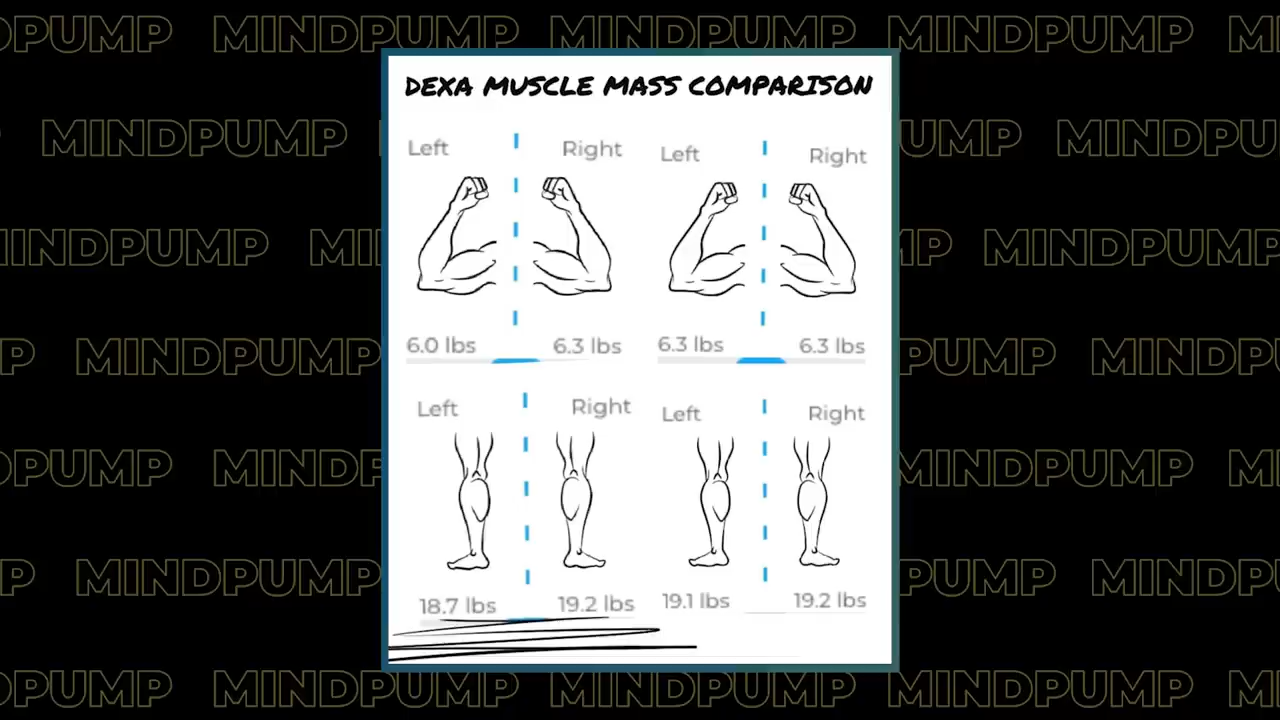 MINDPUMP MINDPUMP MINDPUMP MINDPUMP
DEXA MUSCLE MASS COMPARISON
Left Right Left Right
6.0 lbs 6.3 lbs 6.3 lbs 6.3 lbs
Left Right Left Right
18.7 lbs 19.2 lbs 19.1 lbs 19.2 lbs